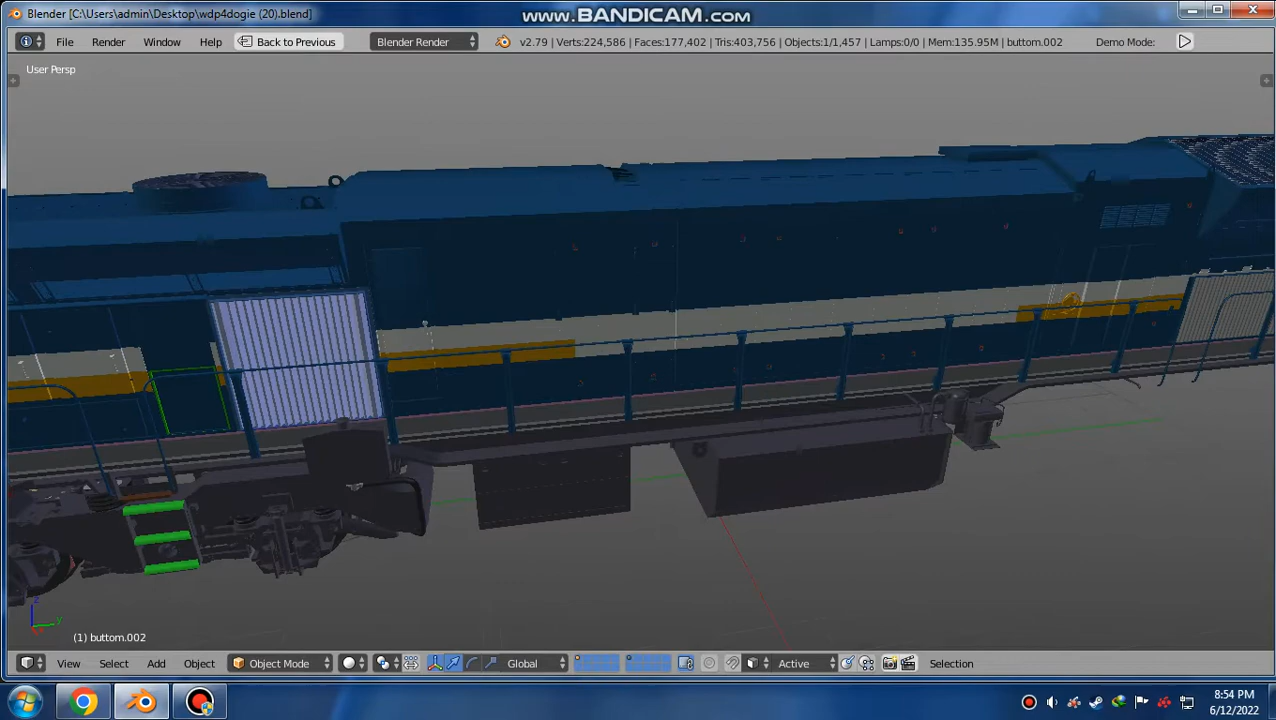 Blender [C:\Users\admin\Desktop\wdp4dogie (20).blend]
www.BANDICAM.com
File Render Window Help Back to Previous Blender Render v2.79 | Verts:224,586 | Faces:177,402 | Tris:403,756 | Objects:1/1,457 | Lamps:0/0 | Mem:135.95M | buttom.002 Demo Mode:
User Persp
z
y
(1) buttom.002
View Select Add Object Object Mode Global Active Selection
8:54 PM
6/12/2022